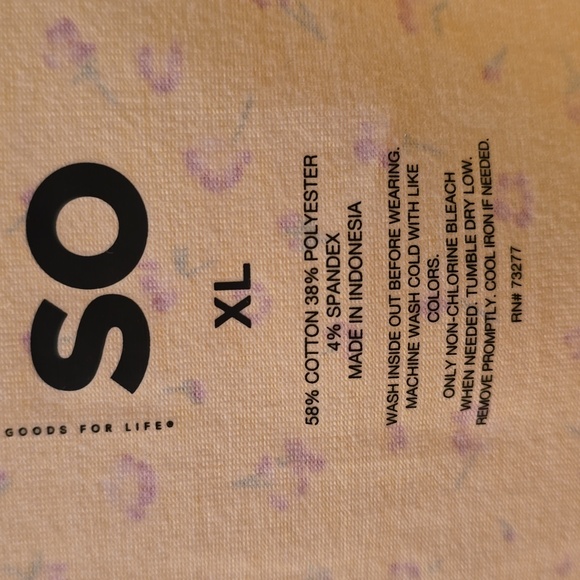 SO
GOODS FOR LIFE®
XL
58% COTTON 38% POLYESTER
4% SPANDEX
MADE IN INDONESIA
WASH INSIDE OUT BEFORE WEARING.
MACHINE WASH COLD WITH LIKE
COLORS.
ONLY NON-CHLORINE BLEACH
WHEN NEEDED. TUMBLE DRY LOW.
REMOVE PROMPTLY. COOL IRON IF NEEDED.
RN# 73277